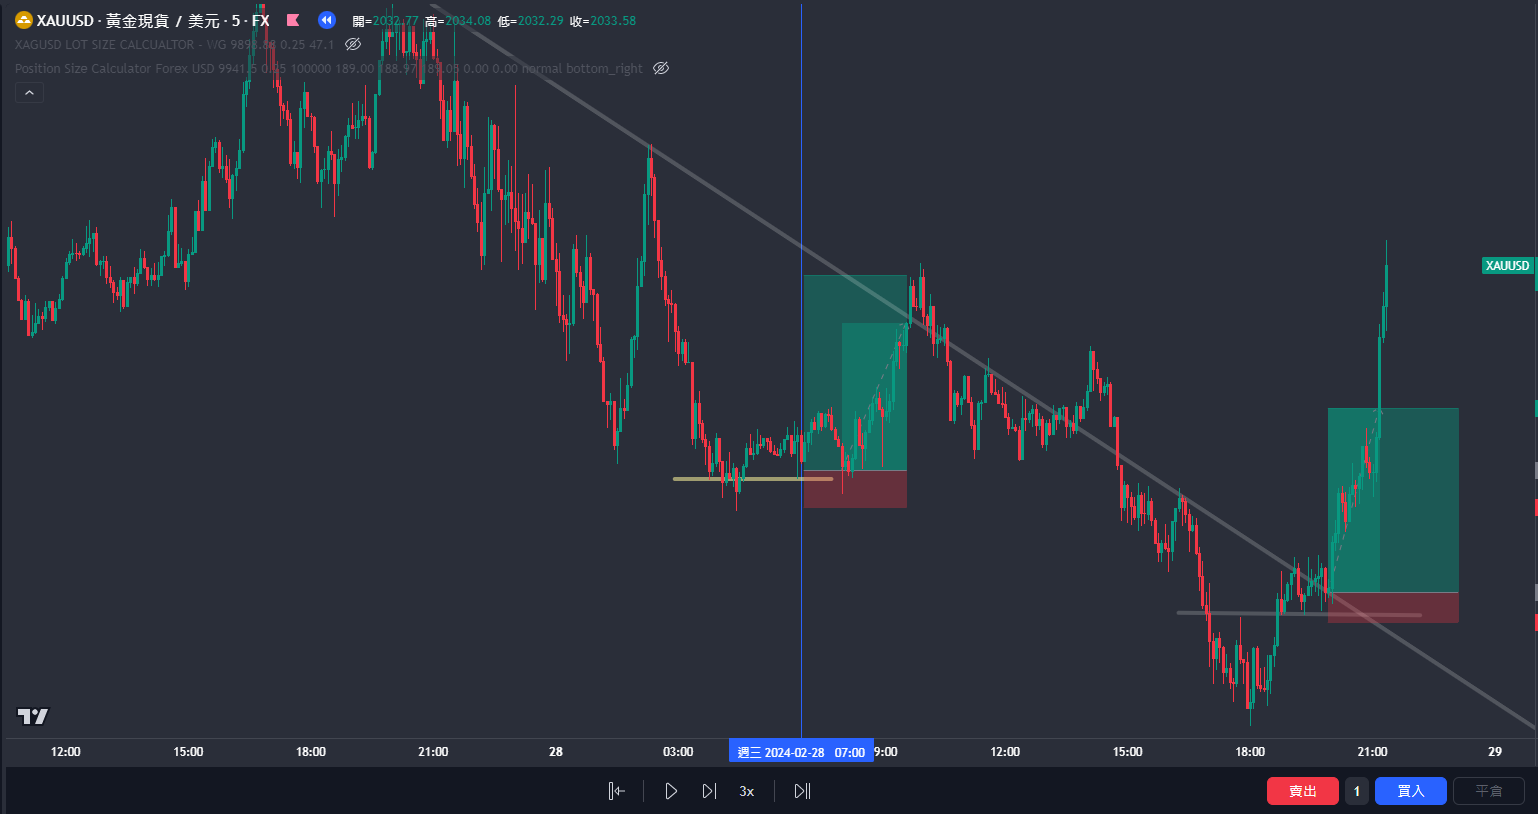 XAUUSD · 黃金現貨 / 美元 · 5 · FX 開=2032.77 高=2034.08 低=2032.29 收=2033.58
XAGUSD LOT SIZE CALCUALTOR - WG 9898.88 0.25 47.1
Position Size Calculator Forex USD 9941.5 0.05 100000 189.00 188.97 189.05 0.00 0.00 normal bottom_right
XAUUSD
12:00 15:00 18:00 21:00 28 03:00 週三 2024-02-28 07:00 9:00 12:00 15:00 18:00 21:00 29
3x 賣出 1 買入 平倉